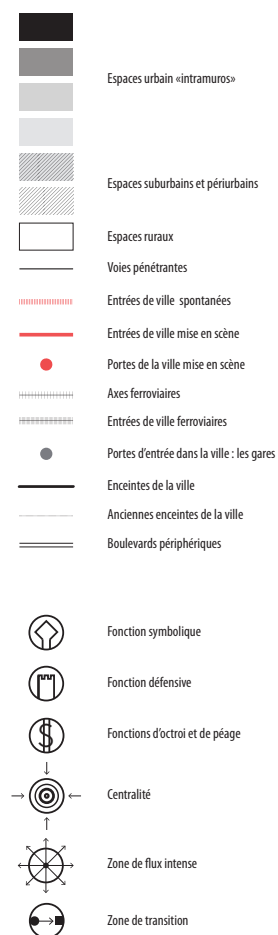 Espaces urbain «intramuros»
Espaces suburbains et périurbains
Espaces ruraux
Voies pénétrantes
Entrées de ville spontanées
Entrées de ville mise en scène
Portes de la ville mise en scène
Axes ferroviaires
Entrées de ville ferroviaires
Portes d'entrée dans la ville : les gares
Enceintes de la ville
Anciennes enceintes de la ville
Boulevards périphériques
Fonction symbolique
Fonction défensive
$
Fonctions d'octroi et de péage
Centralité
Zone de flux intense
Zone de transition